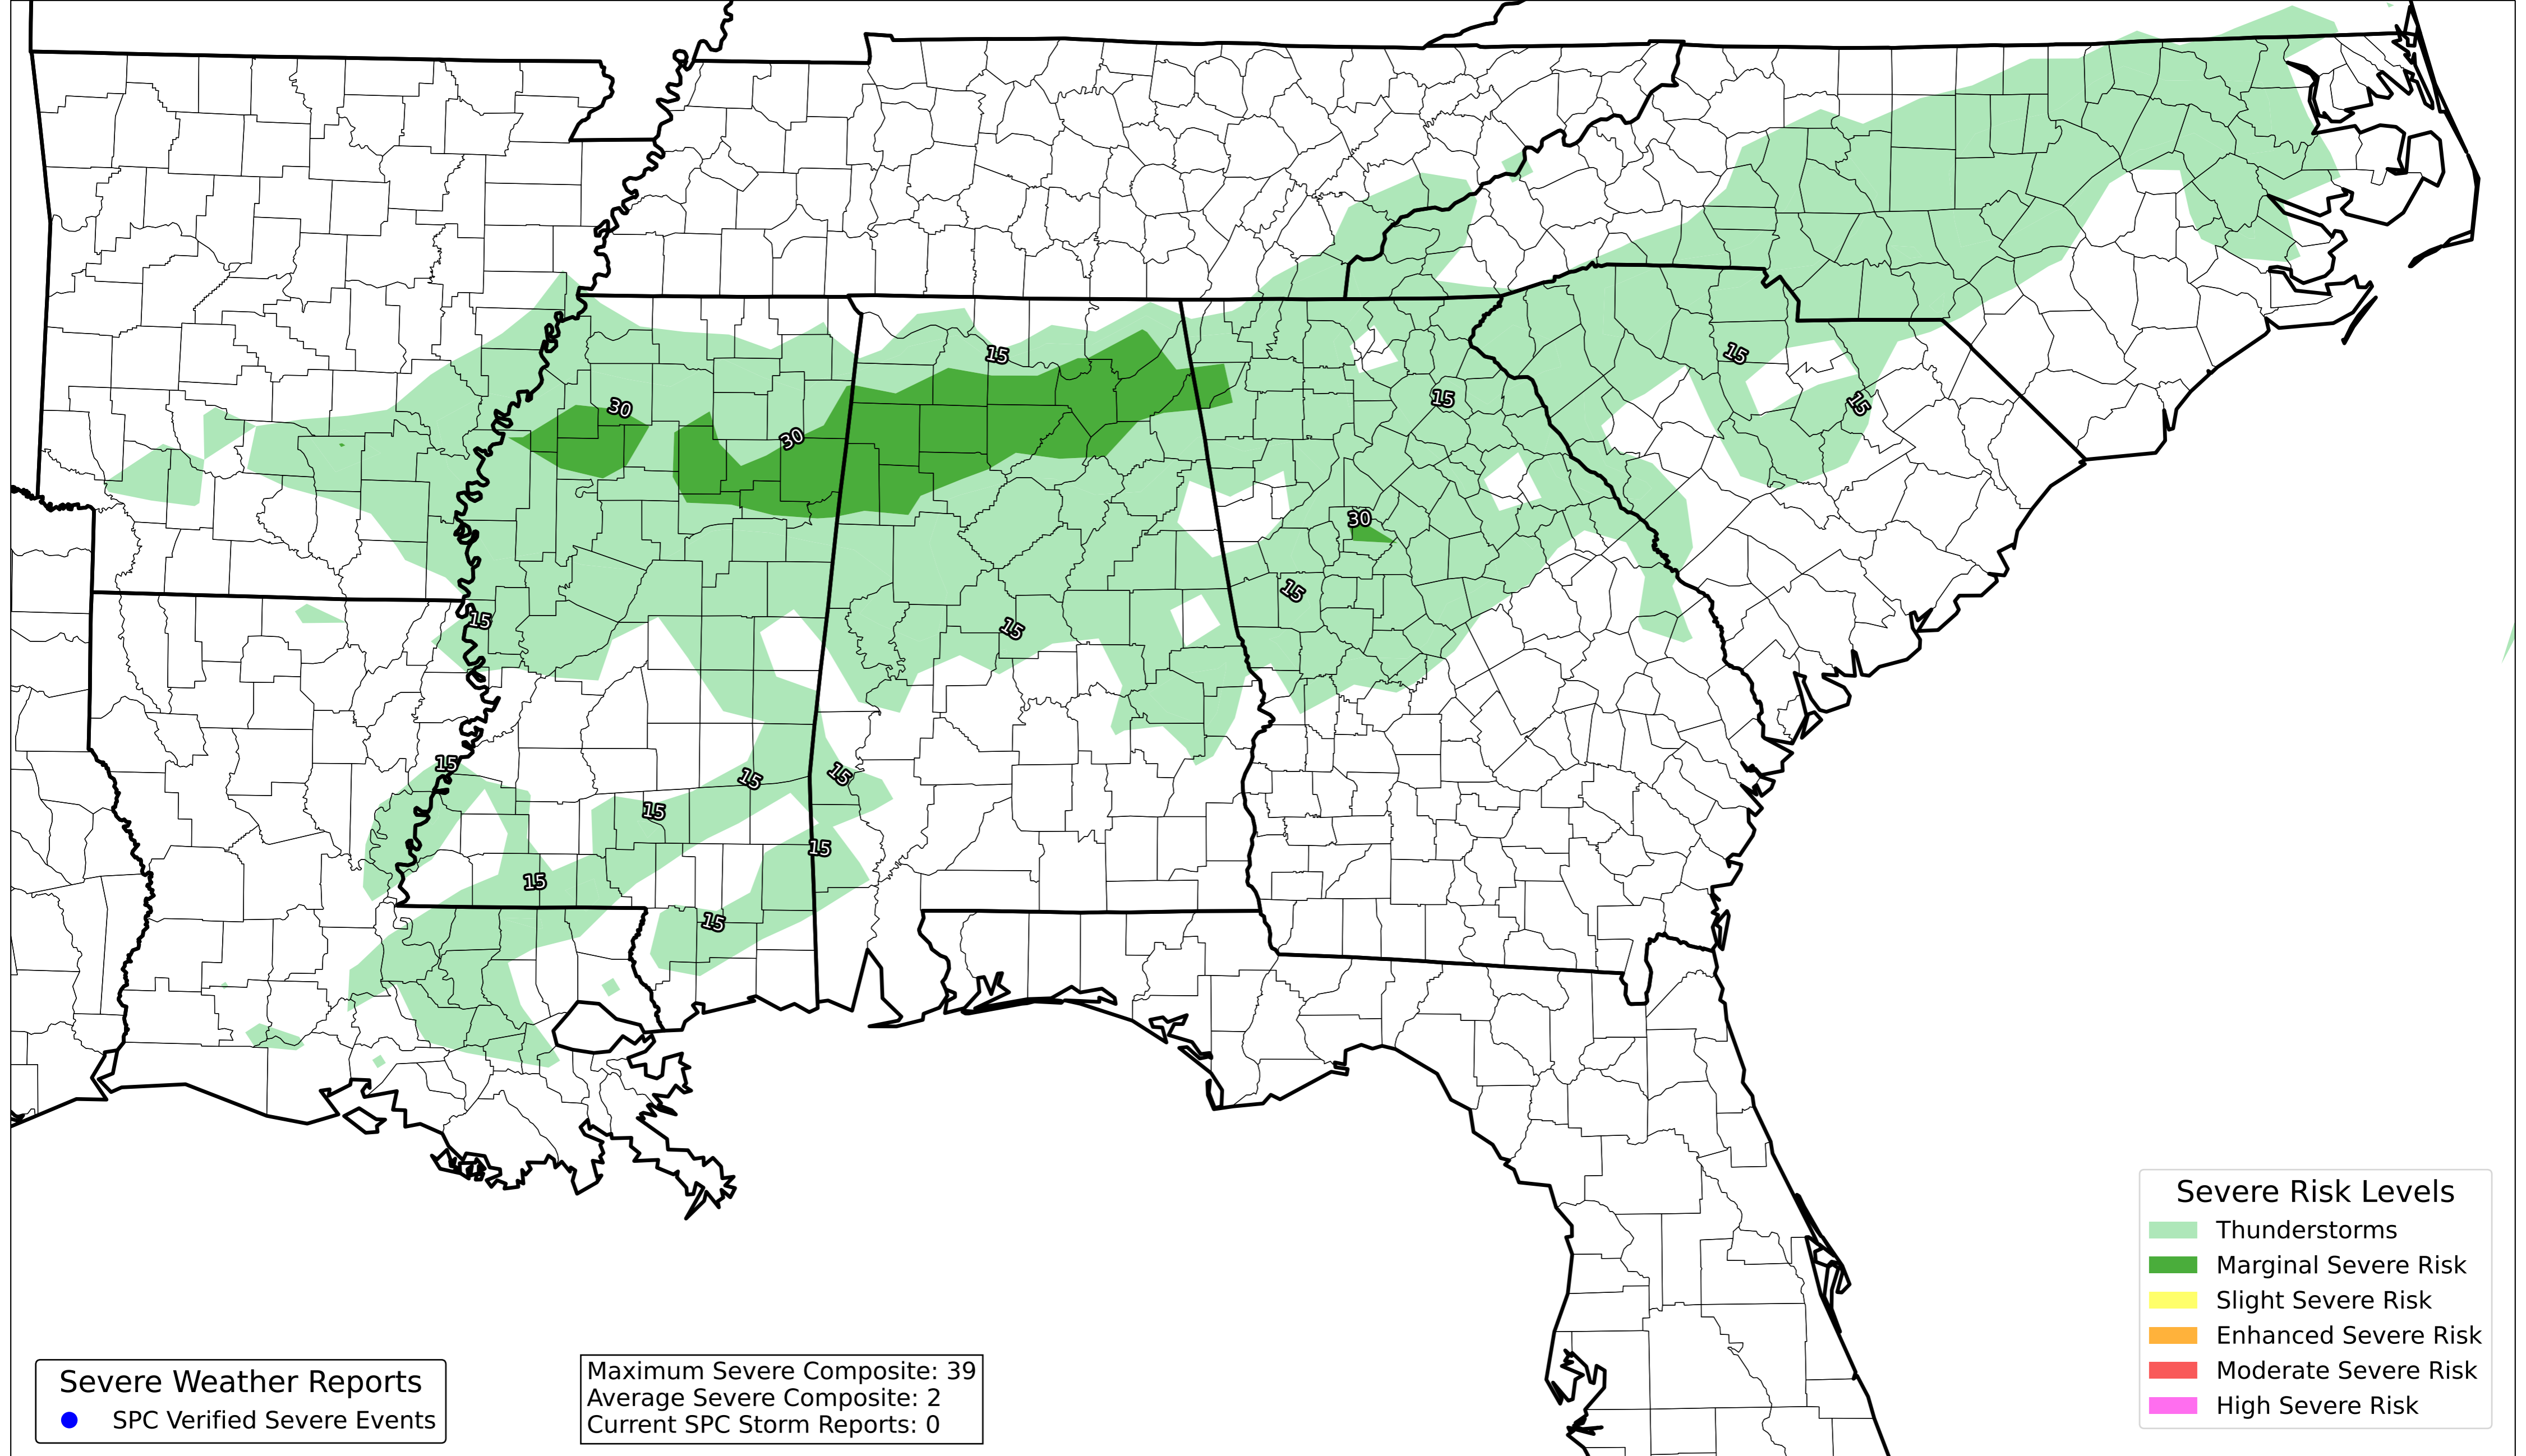 15
30
15
15
15
30
30
15
15
15
15
15
15
15
15
15
15
Severe Risk Levels
Thunderstorms
Marginal Severe Risk
Slight Severe Risk
Enhanced Severe Risk
Moderate Severe Risk
High Severe Risk
Severe Weather Reports
SPC Verified Severe Events
Maximum Severe Composite: 39
Average Severe Composite: 2
Current SPC Storm Reports: 0